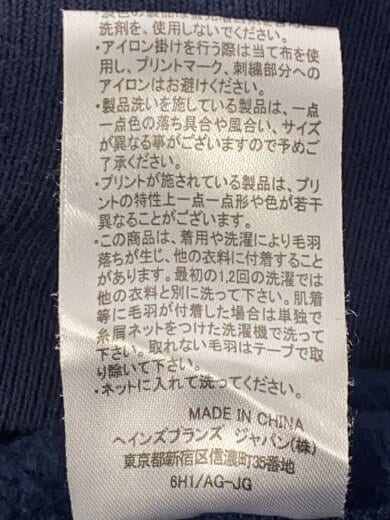 洗剤を、使用しないでください。
・アイロン掛けを行う際は当て布を使
用し、プリントマーク、刺繍部分への
アイロンはお避けください。
・製品洗いを施している製品は、一点
一点色の落ち具合や風合い、サイズ
が異なる事がございますので予めご
了承ください。
・プリントが施されている製品は、プリ
ントの特性上一点一点形や色が若干
異なることがございます。
・この商品は、着用や洗濯により毛羽
落ちが生じ、他の衣料に付着すること
があります。最初の1,2回の洗濯では
他の衣料と別に洗って下さい。肌着
等に毛羽が付着した場合は単独で
糸屑ネットをつけた洗濯機で洗って
下さい。取れない毛羽はテープで取
り除いて下さい。
・ネットに入れて洗ってください。
MADE IN CHINA
ヘインズブランズ ジャパン(株)
東京都新宿区信濃町35番地
6H1/AG-JG